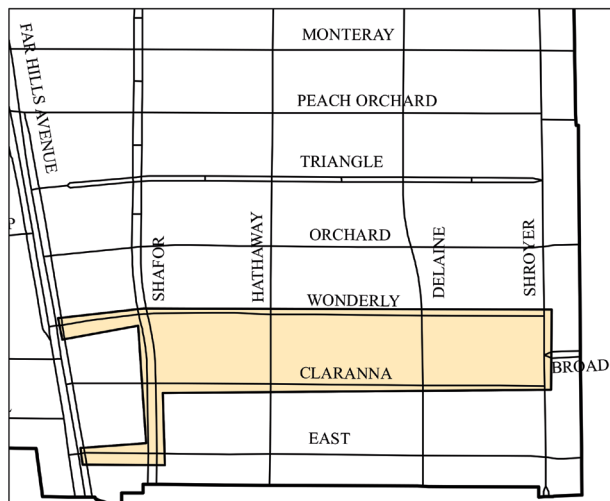 MONTERAY
FAR HILLS AVENUE
PEACH ORCHARD
TRIANGLE
ORCHARD
SHAFOR
HATHAWAY
DELAINE
SHROYER
WONDERLY
CLARANNA
BROAD
EAST